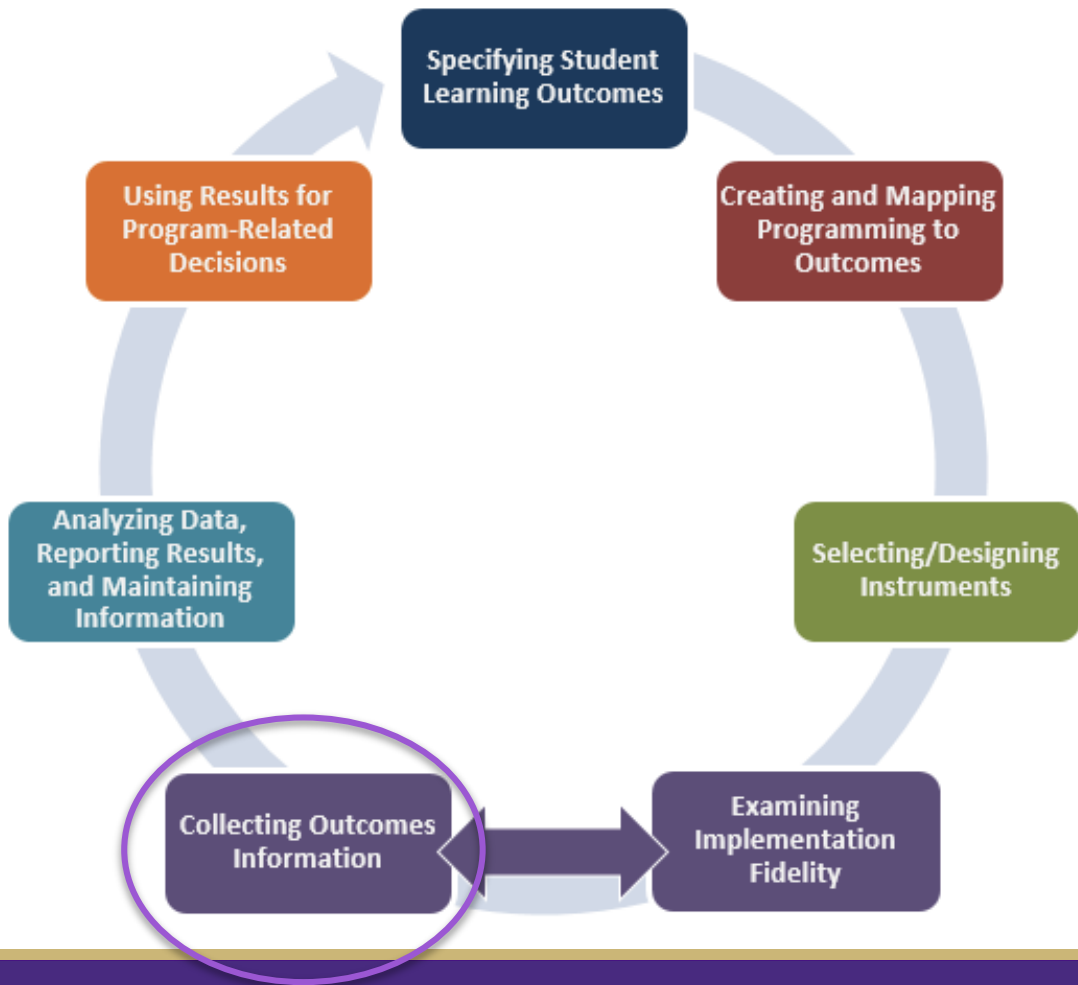 Specifying Student
Learning Outcomes
Creating and Mapping
Programming to
Outcomes
Selecting/Designing
Instruments
Examining
Implementation
Fidelity
Collecting Outcomes
Information
Analyzing Data,
Reporting Results,
and Maintaining
Information
Using Results for
Program-Related
Decisions